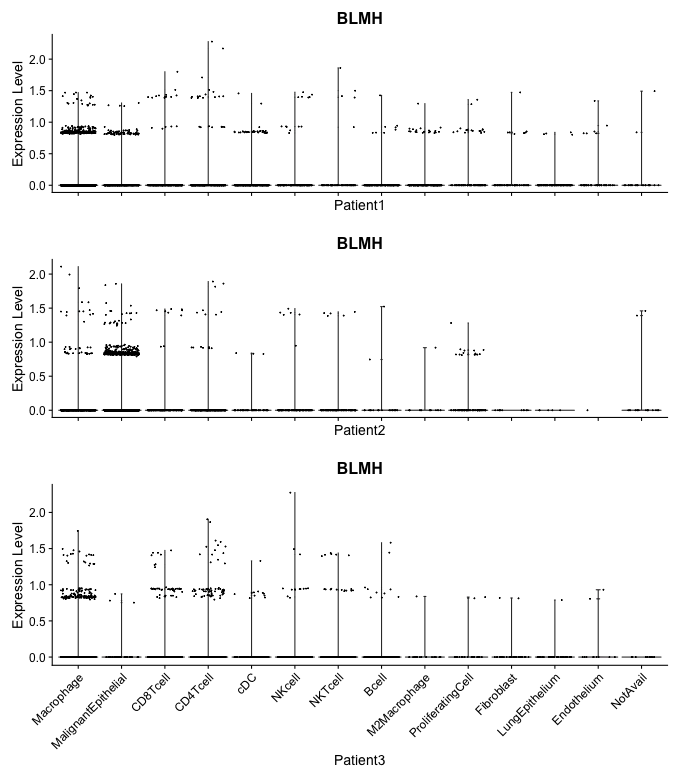 BLMH
Expression Level
2.0
1.5
1.0
0.5
0.0
Patient1
BLMH
Expression Level
2.0
1.5
1.0
0.5
0.0
Patient2
BLMH
Expression Level
2.0
1.5
1.0
0.5
0.0
Macrophage
MalignantEpithelial
CD8Tcell
CD4Tcell
cDC
NKcell
NKTcell
Bcell
M2Macrophage
ProliferatingCell
Fibroblast
LungEpithelium
Endothelium
NotAvail
Patient3